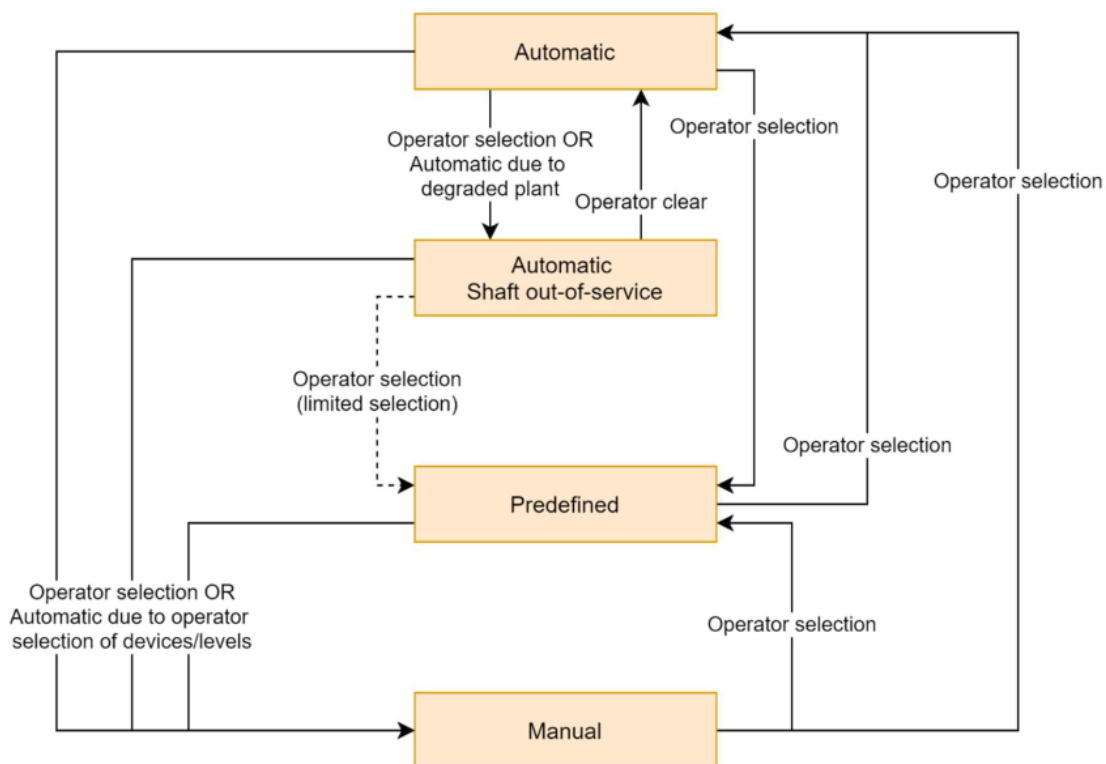 Automatic
Operator selection
Operator selection OR
Automatic due to
degraded plant
Operator selection
Operator clear
Automatic
Shaft out-of-service
Operator selection
(limited selection)
Operator selection
Predefined
Operator selection OR
Automatic due to operator
selection of devices/levels
Operator selection
Manual